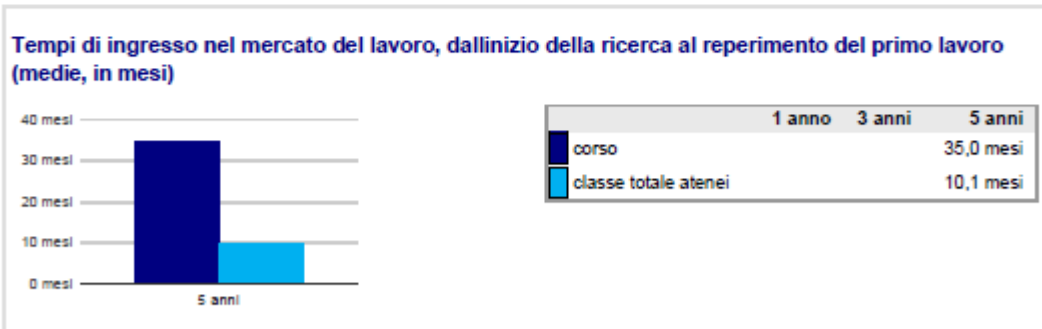 Tempi di ingresso nel mercato del lavoro, dallinizio della ricerca al reperimento del primo lavoro
(medie, in mesi)
40 mesi
30 mesi
20 mesi
10 mesi
0 mesi
5 anni
1 anno 3 anni 5 anni
corso 35,0 mesi
classe totale atenei 10,1 mesi